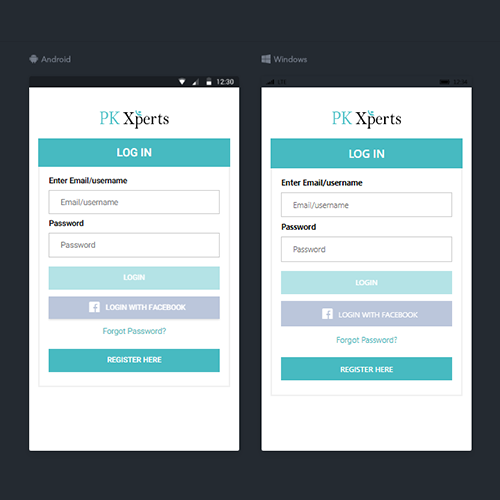 Android
12:30
PK Xperts
LOG IN
Enter Email/username
Email/username
Password
Password
LOGIN
LOGIN WITH FACEBOOK
Forgot Password?
REGISTER HERE
Windows
LTE
12:34
PK Xperts
LOG IN
Enter Email/username
Email/username
Password
Password
LOGIN
LOGIN WITH FACEBOOK
Forgot Password?
REGISTER HERE